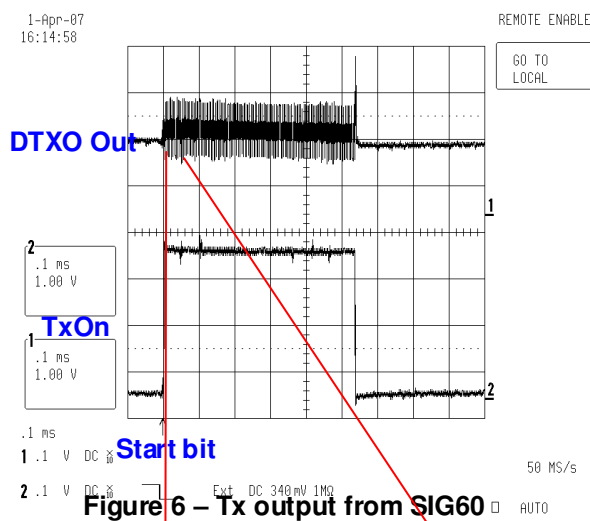 1-Apr-07
16:14:58
REMOTE ENABLE
GO TO
LOCAL
DTXO Out
1
2
.1 ms
1.00 V
TxOn
1
.1 ms
1.00 V
2
.1 ms
Start bit
1 .1 V DC
50 MS/s
2 .1 V DC
Ext DC 340mV 1MΩ
Figure 6 – Tx output from SIG60
AUTO